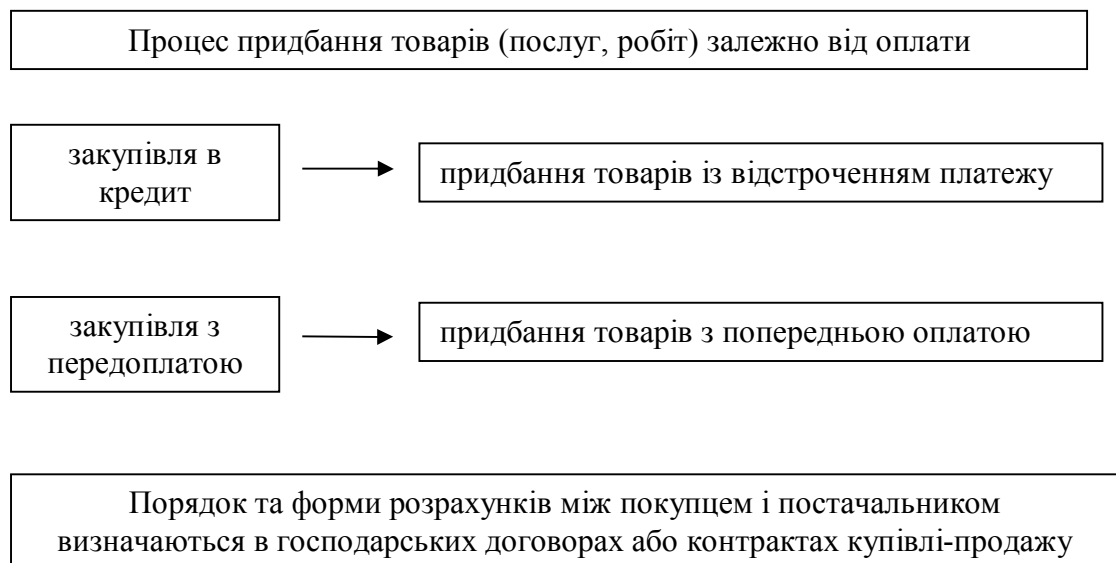 Процес придбання товарів (послуг, робіт) залежно від оплати
закупівля в
кредит
придбання товарів із відстроченням платежу
закупівля з
передоплатою
придбання товарів з попередньою оплатою
Порядок та форми розрахунків між покупцем і постачальником
визначаються в господарських договорах або контрактах купівлі-продажу